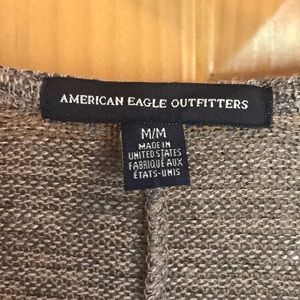 AMERICAN EAGLE OUTFITTERS
M/M
MADE IN
UNITED STATES
FABRIQUÉ AUX
ÉTATS-UNIS